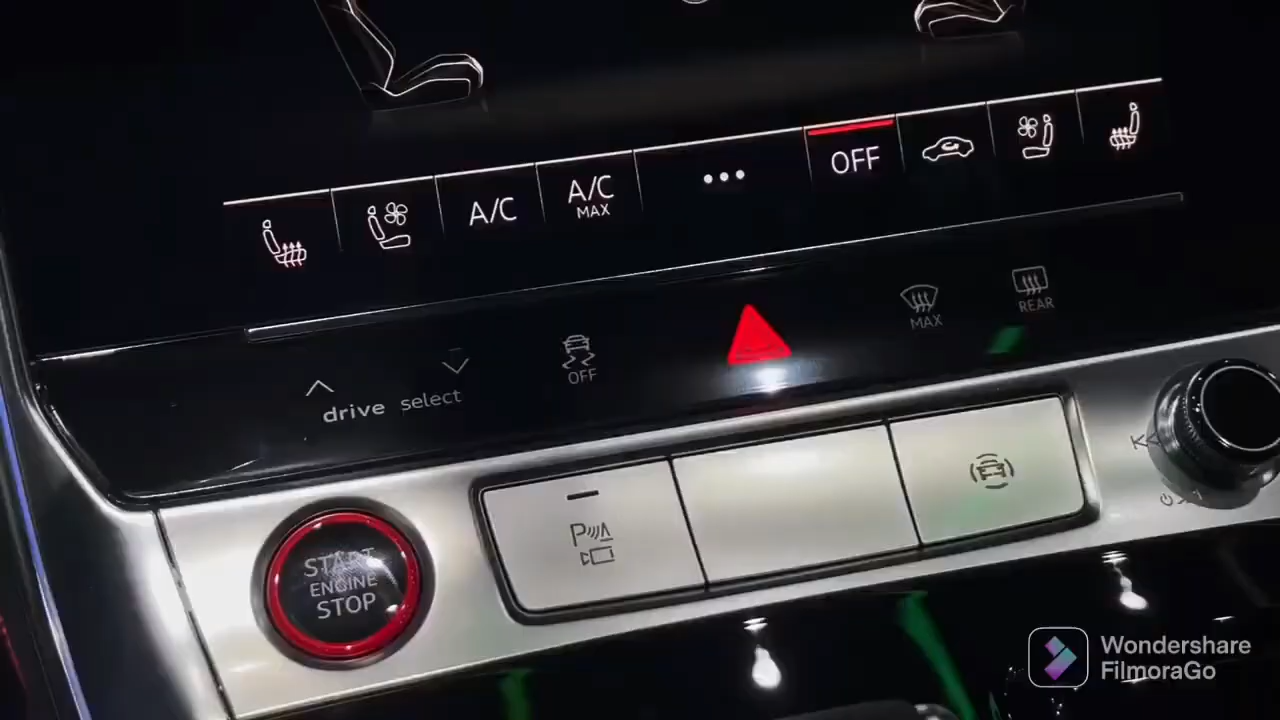 A/C
A/C
MAX
OFF
OFF
MAX
REAR
drive select
START
ENGINE
STOP
P
Wondershare
FilmoraGo